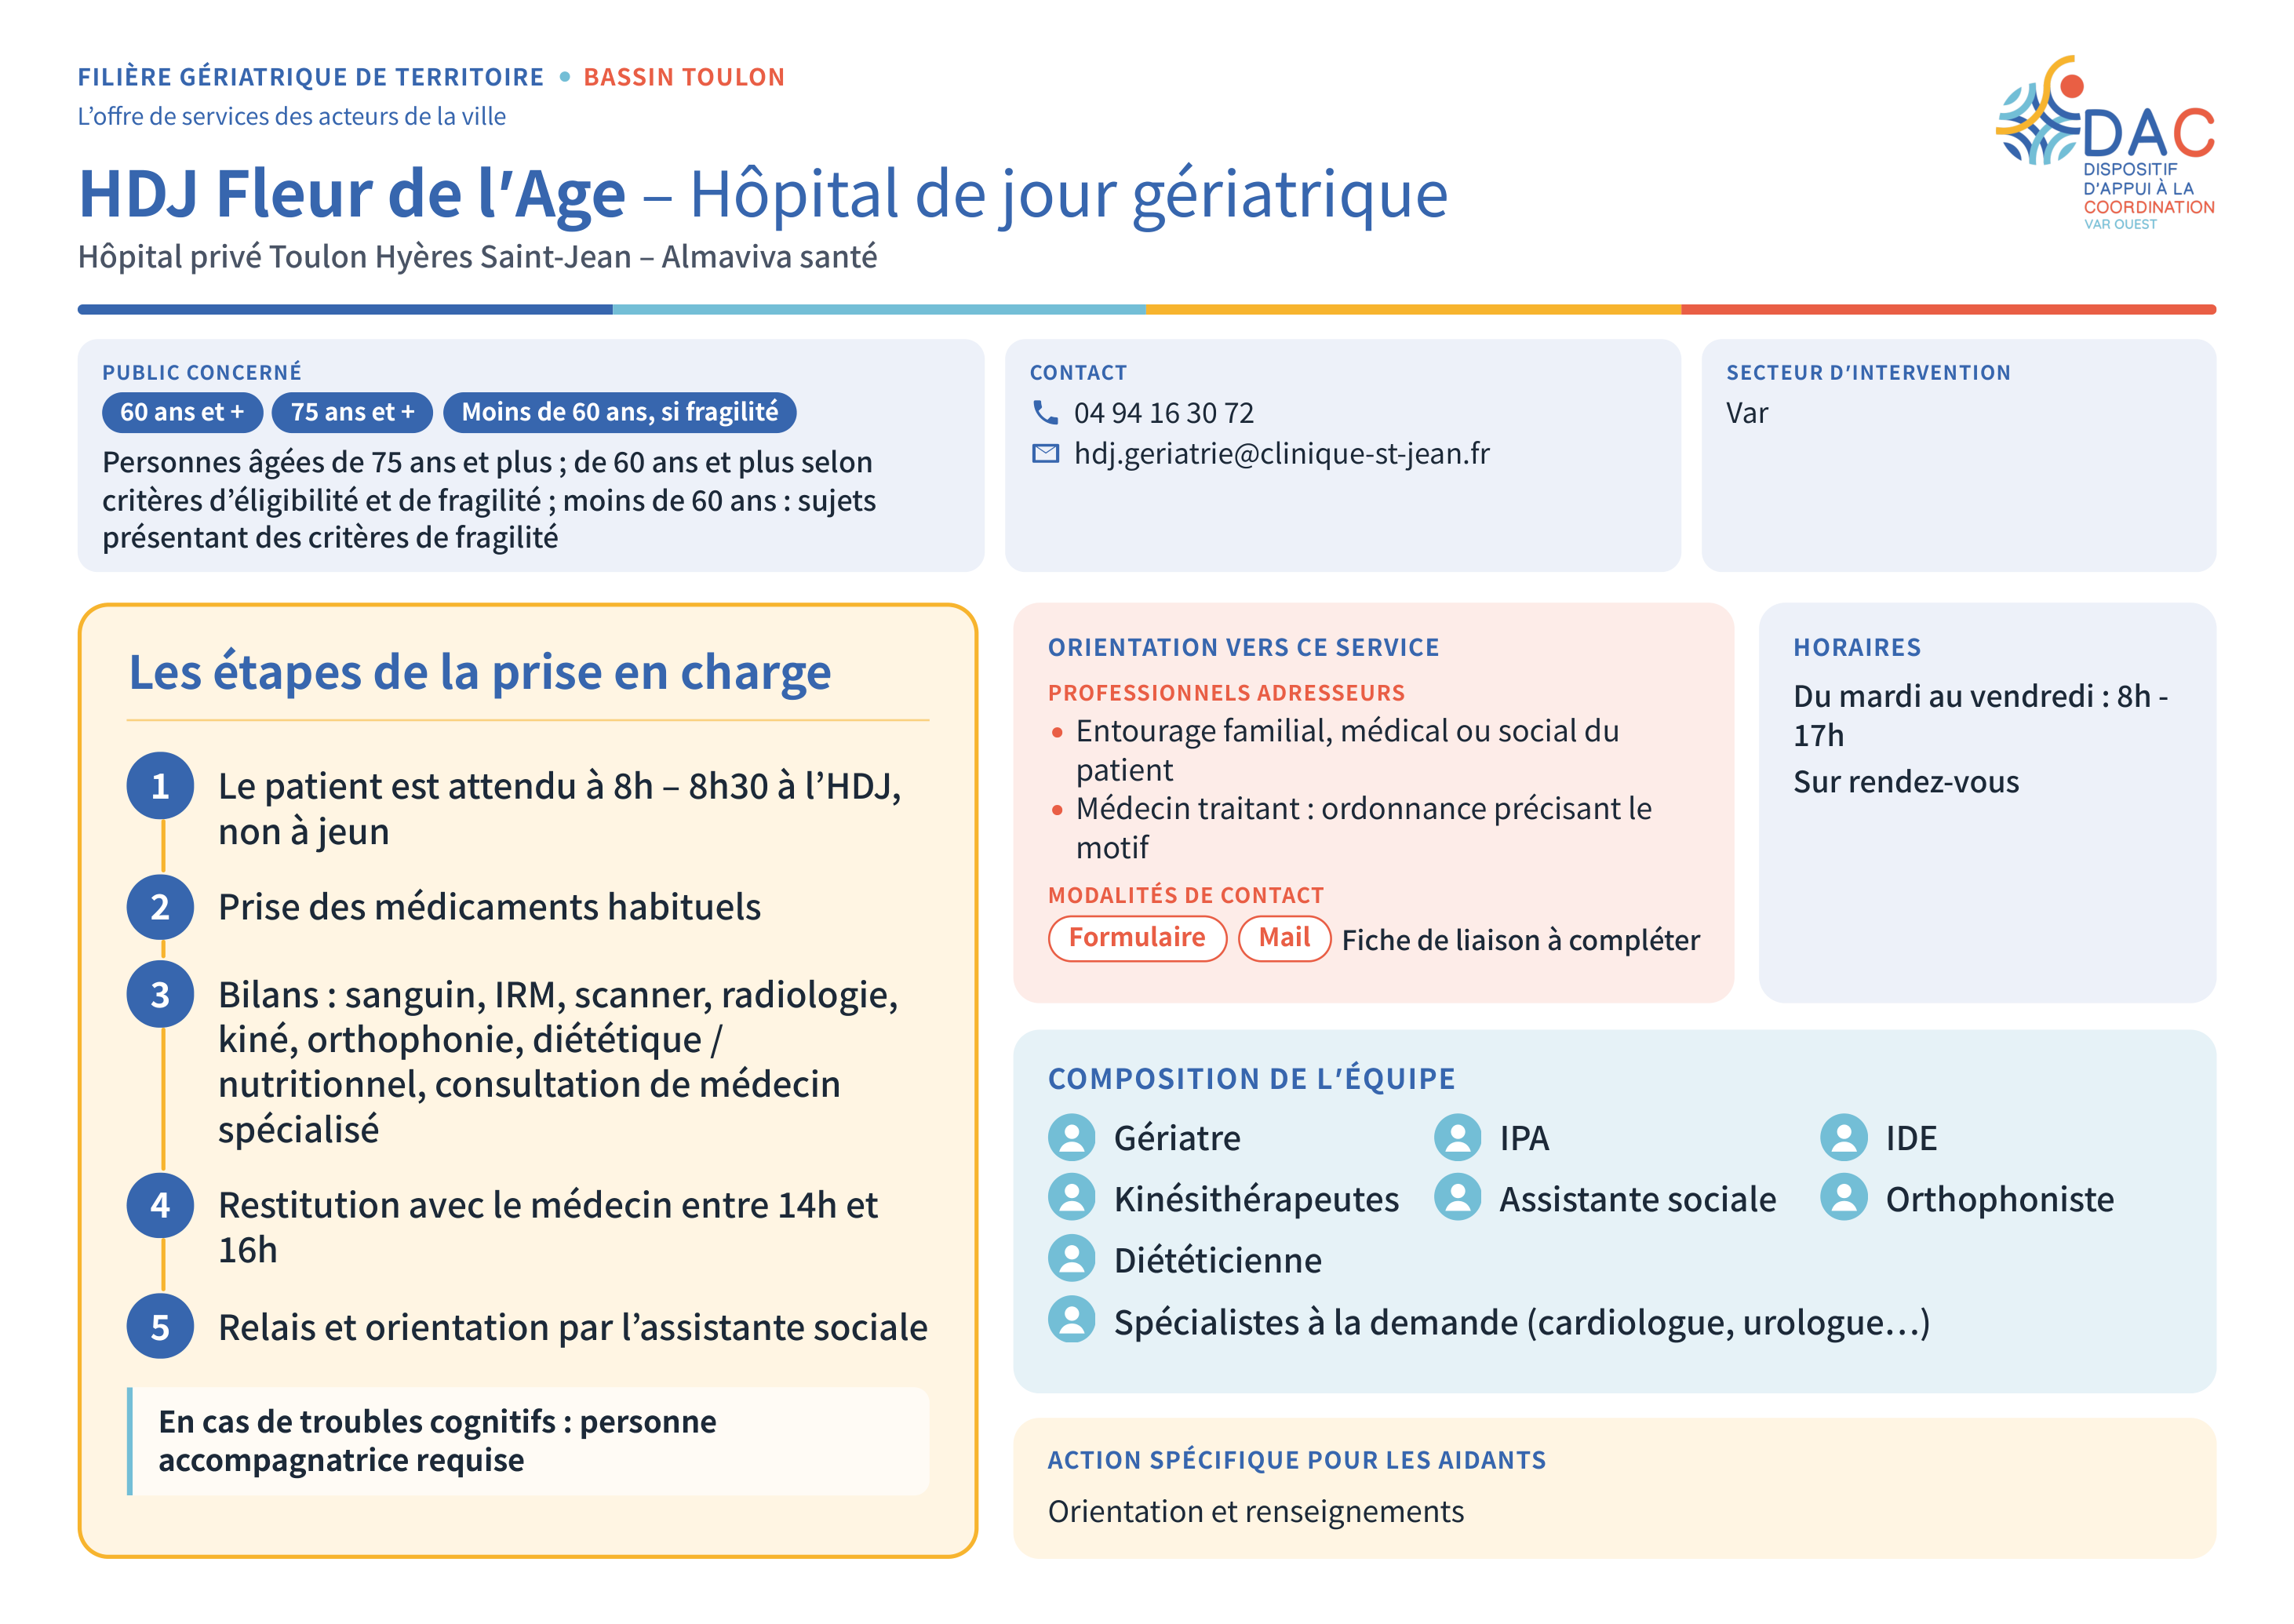 FILIÈRE GÉRIATRIQUE DE TERRITOIRE • BASSIN TOULON
L’offre de services des acteurs de la ville
HDJ Fleur de l'Age – Hôpital de jour gériatrique
Hôpital privé Toulon Hyères Saint-Jean – Almaviva santé
DAC
DISPOSITIF
D'APPUI À LA
COORDINATION
VAR OUEST
PUBLIC CONCERNÉ
60 ans et +
75 ans et +
Moins de 60 ans, si fragilité
Personnes âgées de 75 ans et plus ; de 60 ans et plus selon
critères d’éligibilité et de fragilité ; moins de 60 ans : sujets
présentant des critères de fragilité
CONTACT
04 94 16 30 72
hdj.geriatrie@clinique-st-jean.fr
SECTEUR D'INTERVENTION
Var
Les étapes de la prise en charge
1 Le patient est attendu à 8h – 8h30 à l’HDJ,
non à jeun
2 Prise des médicaments habituels
3 Bilans : sanguin, IRM, scanner, radiologie,
kiné, orthophonie, diététique /
nutritionnel, consultation de médecin
spécialisé
4 Restitution avec le médecin entre 14h et
16h
5 Relais et orientation par l’assistante sociale
En cas de troubles cognitifs : personne
accompagnatrice requise
ORIENTATION VERS CE SERVICE
PROFESSIONNELS ADRESSEURS
• Entourage familial, médical ou social du
patient
• Médecin traitant : ordonnance précisant le
motif
MODALITÉS DE CONTACT
Formulaire
Mail
Fiche de liaison à compléter
HORAIRES
Du mardi au vendredi : 8h -
17h
Sur rendez-vous
COMPOSITION DE L'ÉQUIPE
Gériatre
IPA
IDE
Kinésithérapeutes
Assistante sociale
Orthophoniste
Diététicienne
Spécialistes à la demande (cardiologue, urologue…)
ACTION SPÉCIFIQUE POUR LES AIDANTS
Orientation et renseignements